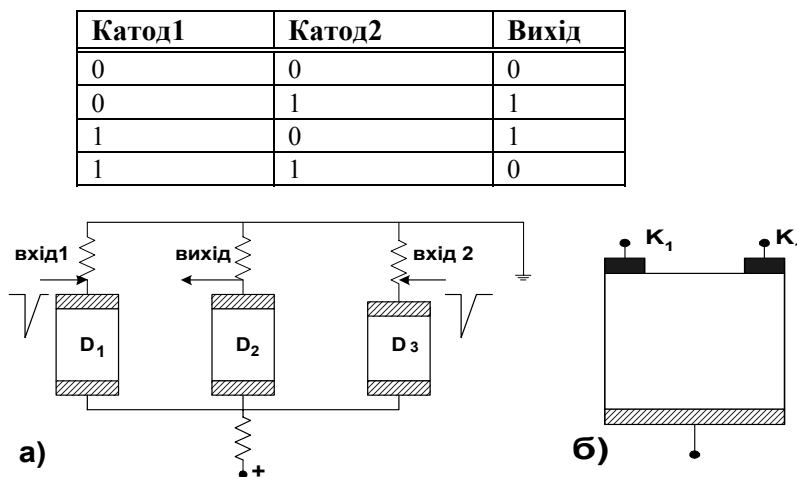 Катод1 Катод2 Вихід
0 0 0
0 1 1
1 0 1
1 1 0
вхід1 вихід вхід 2
K1 K
D1 D2 D3
+
а) б)